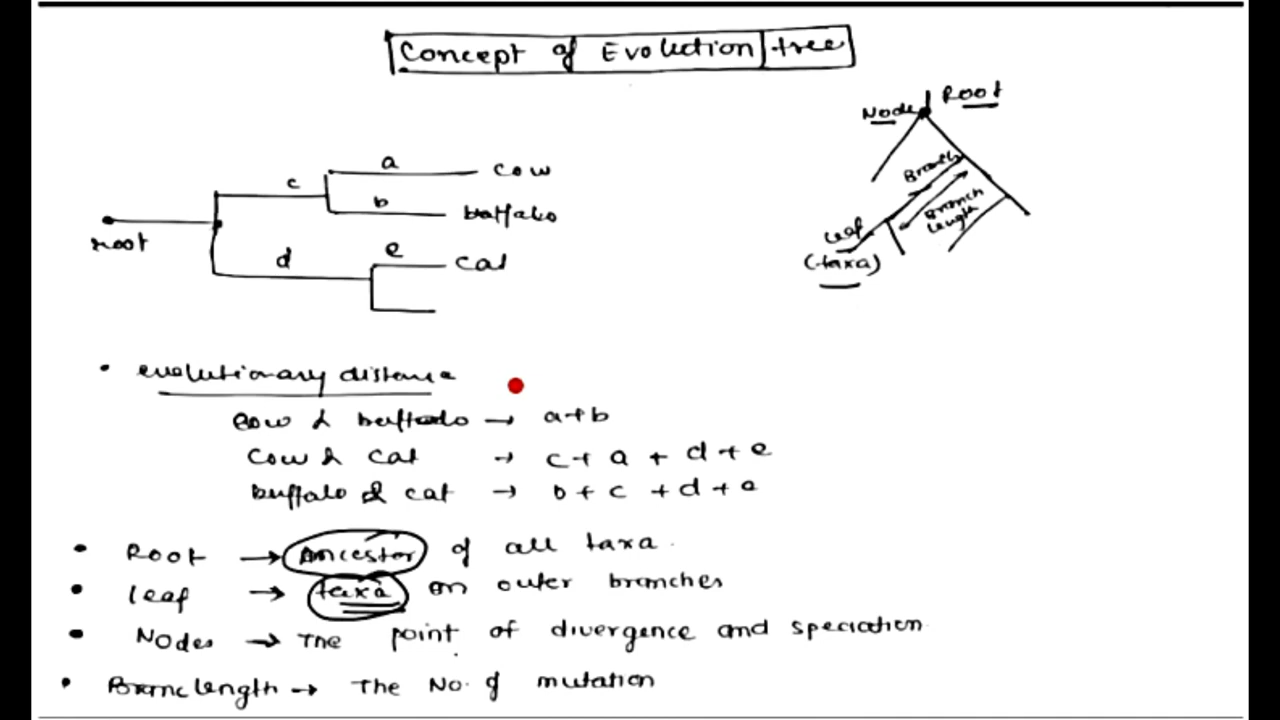 Concept of Evolution tree
Root
Node
Branch
Branch length
leaf
(taxa)
a
cow
c
b
buffalo
root
d
e
cat
• evolutionary distance
cow & buffalo → a+b
cow & cat → c + a + d + e
buffalo & cat → b + c + d + e
• Root → Ancestor of all taxa.
• leaf → taxa on outer branches
• Nodes → The point of divergence and speciation
• Branclength → The No. of mutation